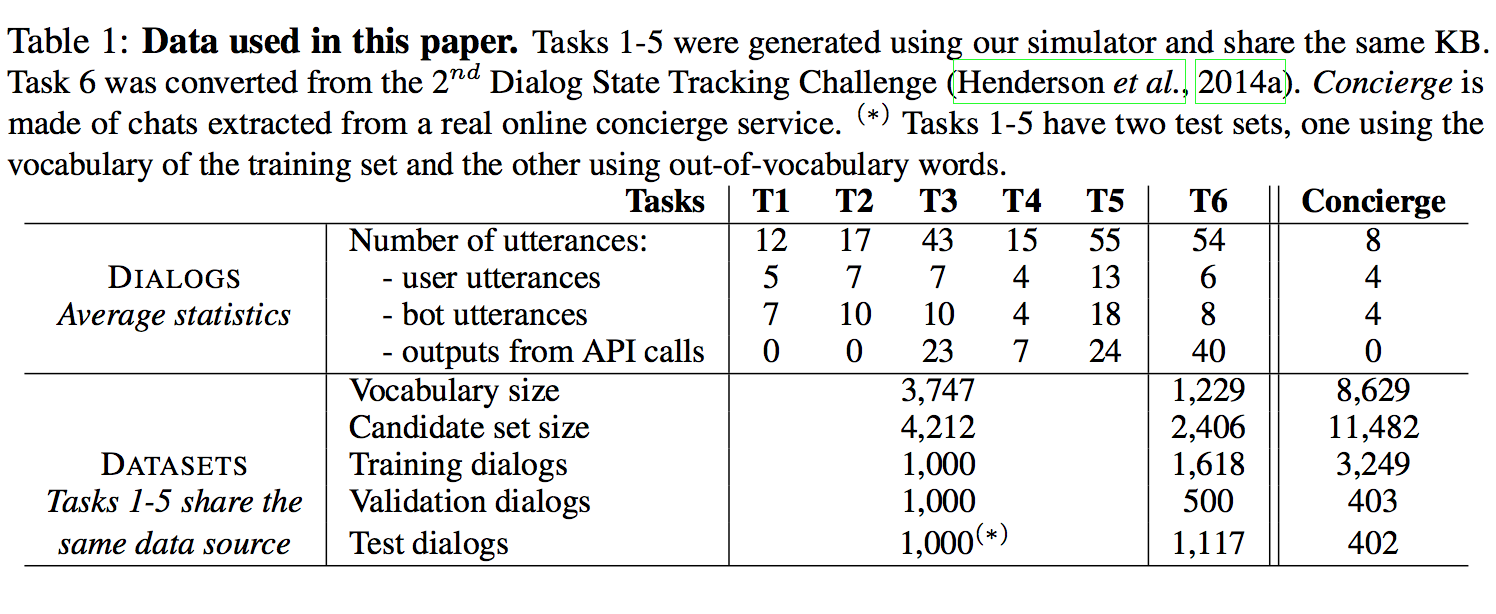 Table 1: Data used in this paper. Tasks 1-5 were generated using our simulator and share the same KB.
Task 6 was converted from the 2nd Dialog State Tracking Challenge (Henderson et al., 2014a). Concierge is
made of chats extracted from a real online concierge service. (*) Tasks 1-5 have two test sets, one using the
vocabulary of the training set and the other using out-of-vocabulary words.
Tasks T1 T2 T3 T4 T5 T6 Concierge
Number of utterances: 12 17 43 15 55 54 8
DIALOGS - user utterances 5 7 7 4 13 6 4
Average statistics - bot utterances 7 10 10 4 18 8 4
- outputs from API calls 0 0 23 7 24 40 0
Vocabulary size 3,747 1,229 8,629
Candidate set size 4,212 2,406 11,482
DATASETS Training dialogs 1,000 1,618 3,249
Tasks 1-5 share the Validation dialogs 1,000 500 403
same data source Test dialogs 1,000(*) 1,117 402